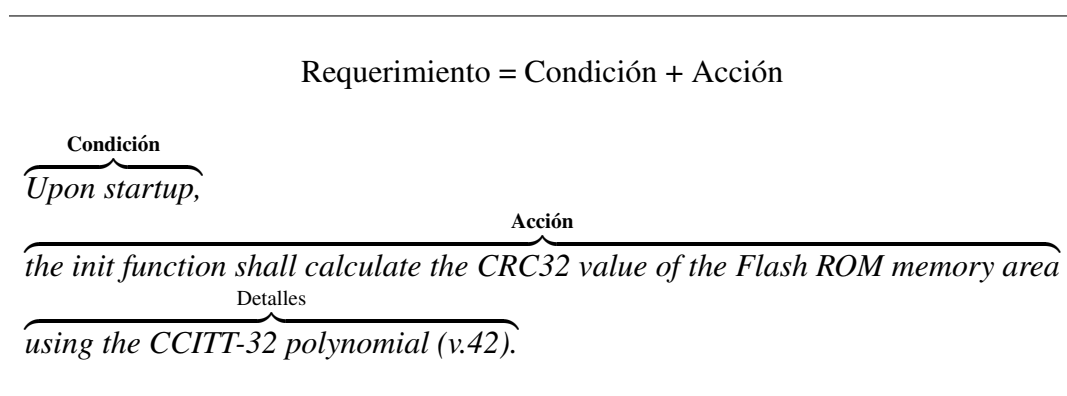 Requerimiento = Condición + Acción
Condición
Upon startup,
Acción
the init function shall calculate the CRC32 value of the Flash ROM memory area
Detalles
using the CCITT-32 polynomial (v.42).